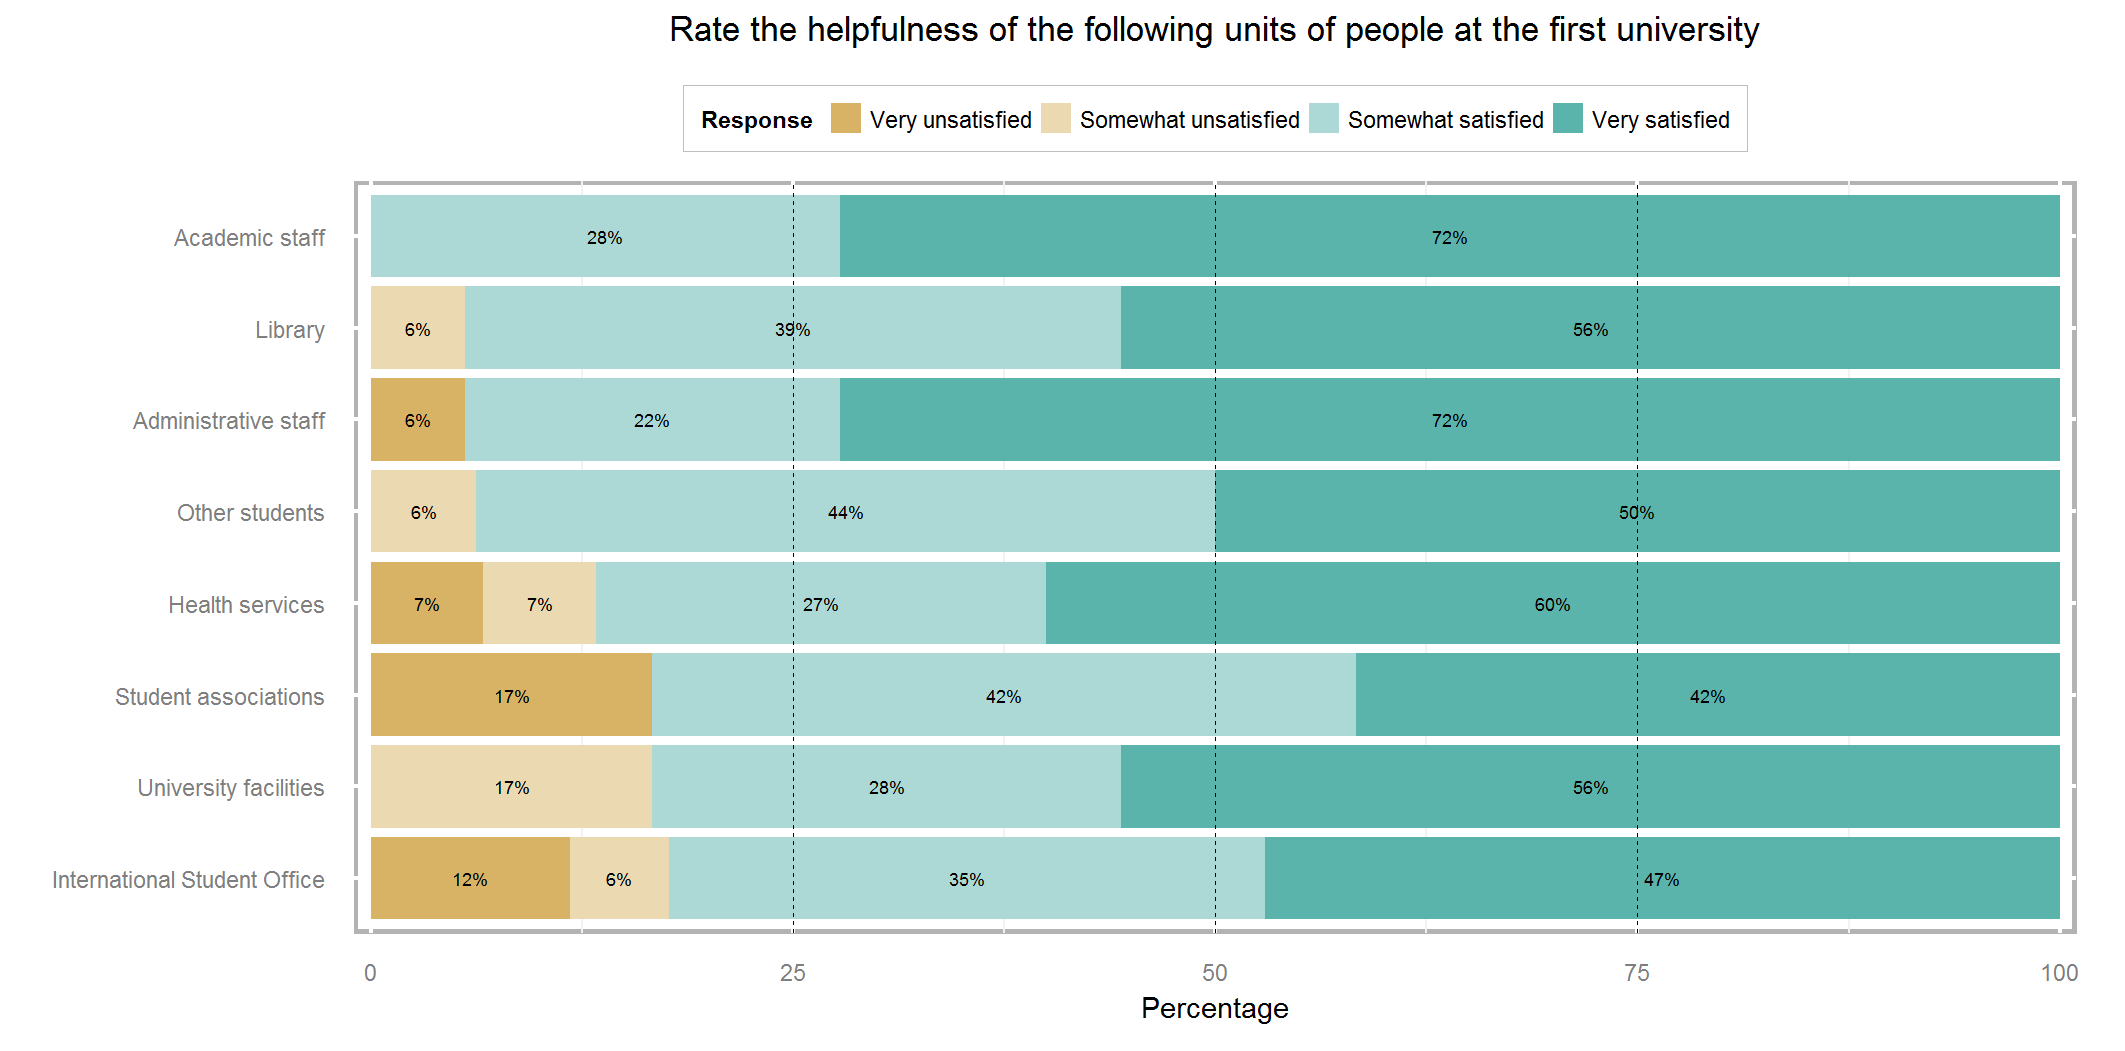 Rate the helpfulness of the following units of people at the first university
Response Very unsatisfied Somewhat unsatisfied Somewhat satisfied Very satisfied
Academic staff 28% 72%
Library 6% 39% 56%
Administrative staff 6% 22% 72%
Other students 6% 44% 50%
Health services 7% 7% 27% 60%
Student associations 17% 42% 42%
University facilities 17% 28% 56%
International Student Office 12% 6% 35% 47%
0 25 50 75 100
Percentage